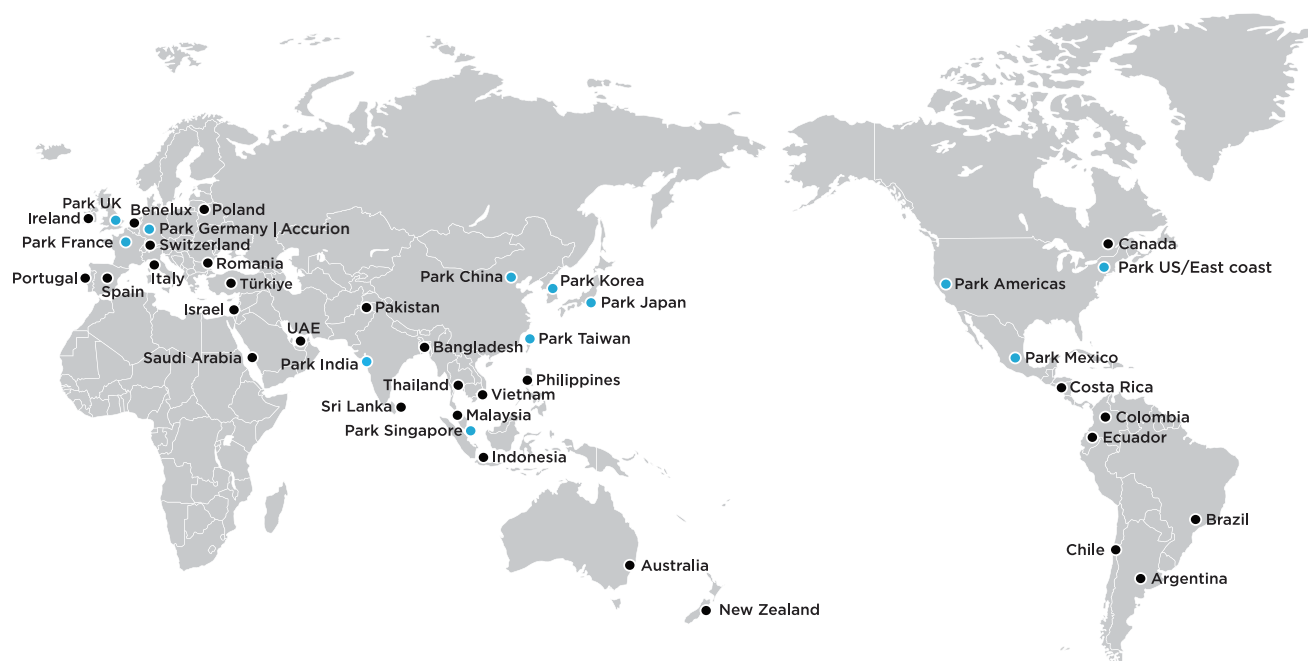 Park UK
Benelux
Poland
Ireland
Park Germany | Accurion
Park France
Switzerland
Romania
Portugal
Spain
Italy
Türkiye
Israel
UAE
Saudi Arabia
Pakistan
Park India
Bangladesh
Park China
Park Korea
Park Japan
Park Taiwan
Thailand
Philippines
Vietnam
Sri Lanka
Malaysia
Park Singapore
Indonesia
Australia
New Zealand
Canada
Park US/East coast
Park Americas
Park Mexico
Costa Rica
Colombia
Ecuador
Brazil
Chile
Argentina